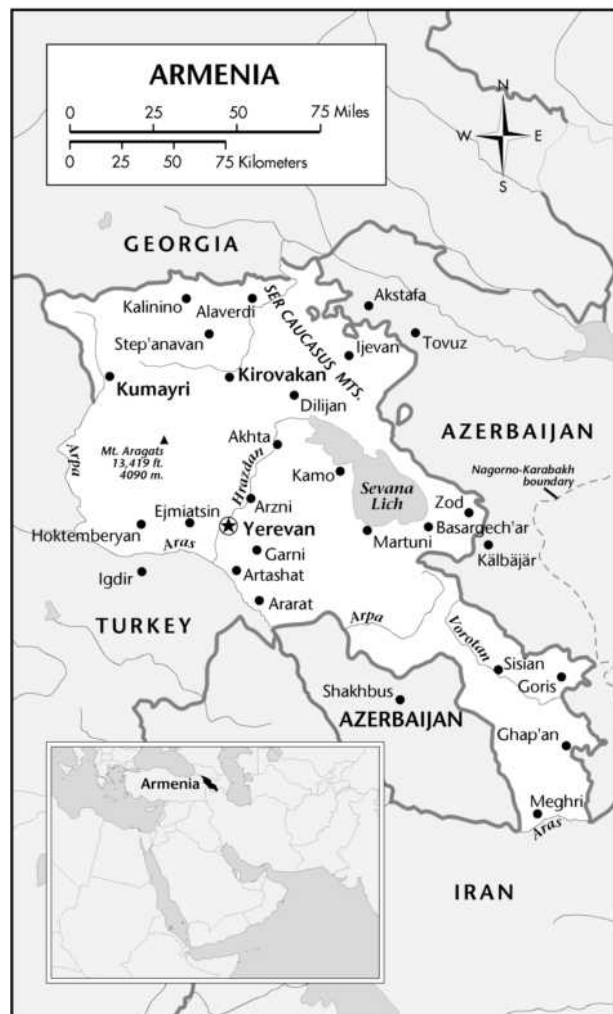 ARMENIA
0 25 50 75 Miles
0 25 50 75 Kilometers
N
W E
S
GEORGIA
SER CAUCASUS MTS.
Kalinino
Alaverdi
Akstafa
Step'anavan
Tovuz
Ijevan
Kumayri
Kirovakan
Dilijan
AZERBAIJAN
Akhta
Mt. Aragats
13,419 ft.
4090 m.
Arpa
Hrazdan
Kamo
Sevana
Lich
Nagorno-Karabakh
boundary
Zod
Arzni
Ejmiatsin
Yerevan
Hoktemberyan
Basargech'ar
Martuni
Kälbäjär
Aras
Garni
Igdir
Artashat
Ararat
TURKEY
Arpa
Vorotan
Sisian
Goris
Shakhbus
AZERBAIJAN
Ghap'an
Armenia
Meghri
Aras
IRAN